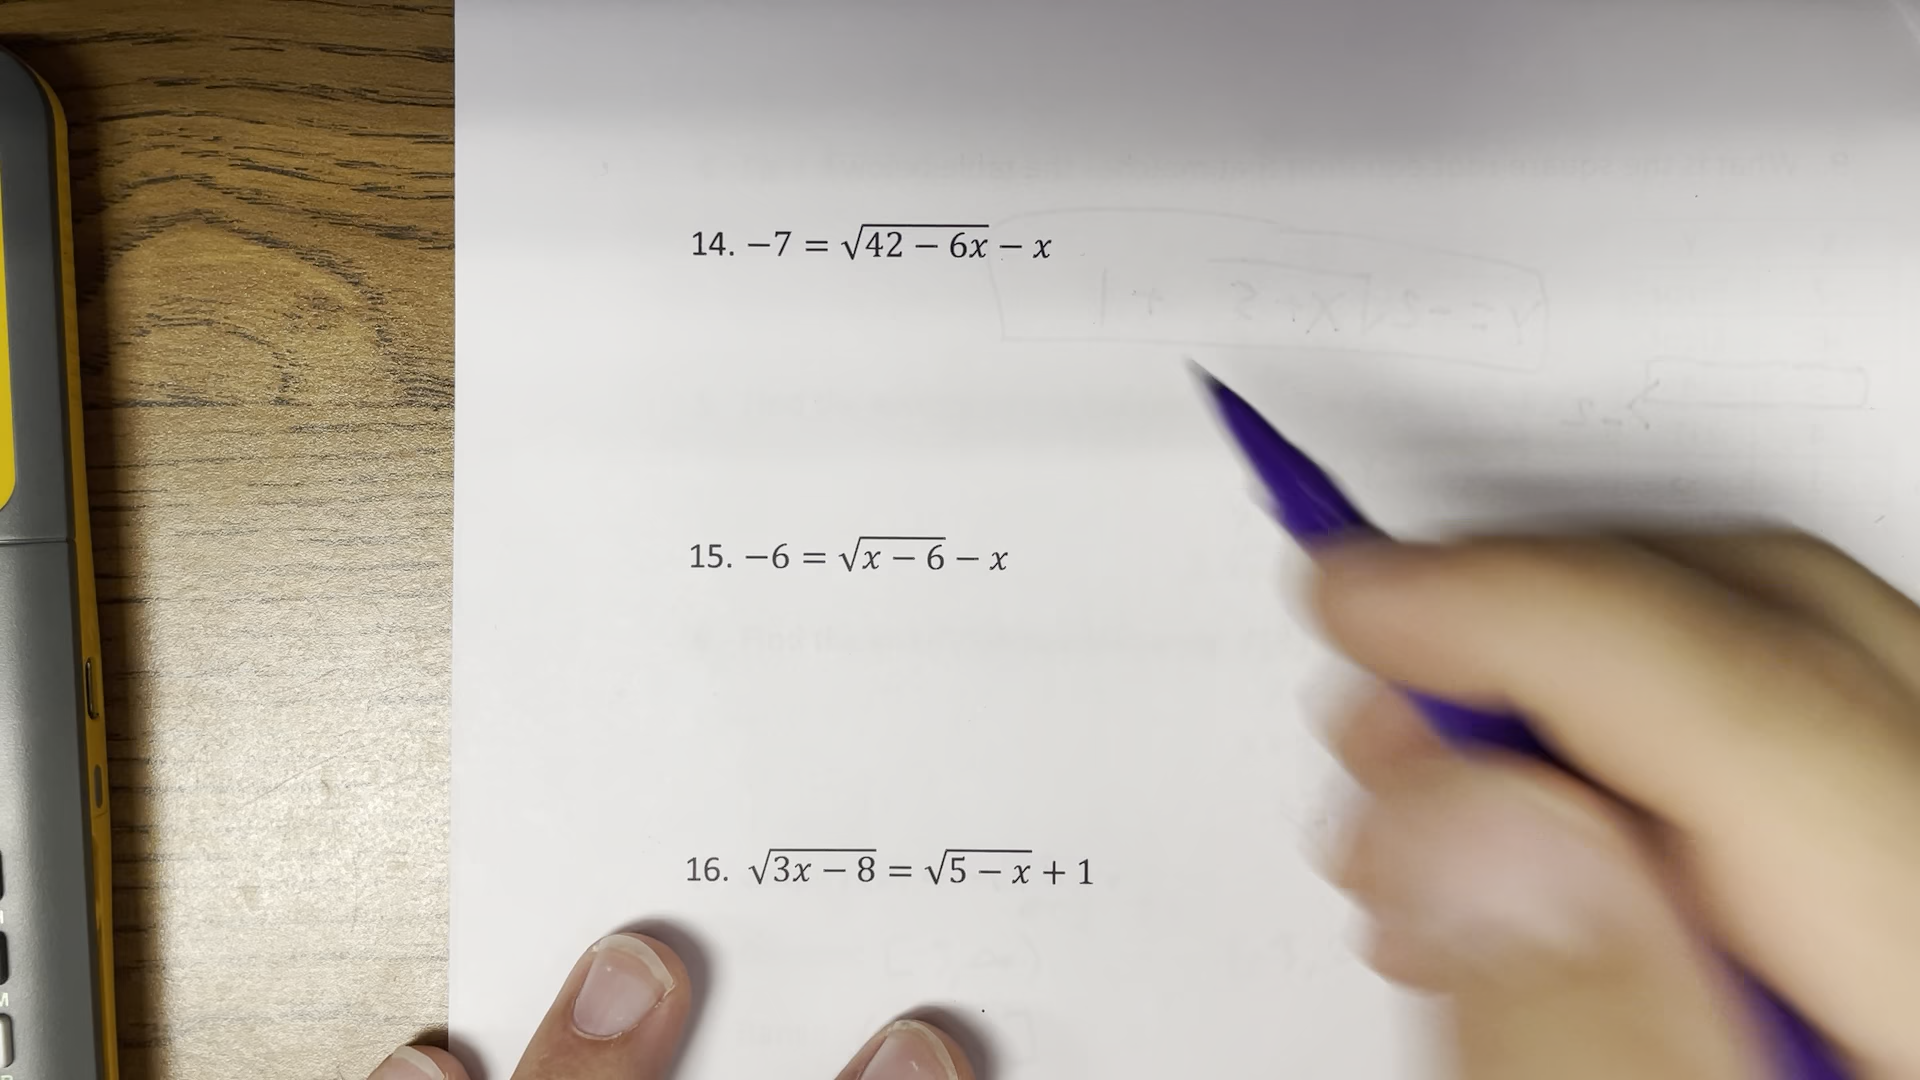 14. −7 = √(42 − 6x) − x
15. −6 = √(x − 6) − x
16. √(3x − 8) = √(5 − x) + 1